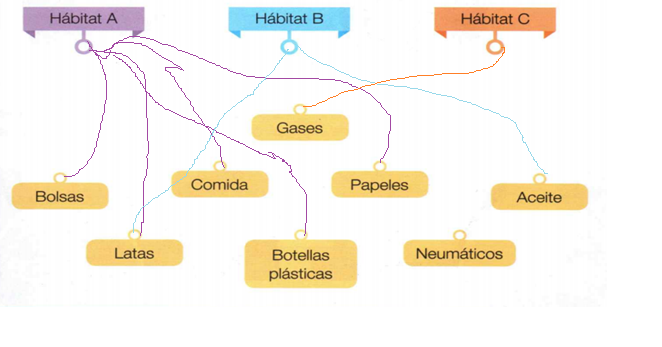 Hábitat A
Hábitat B
Hábitat C
Gases
Bolsas
Comida
Papeles
Aceite
Latas
Botellas
plásticas
Neumáticos